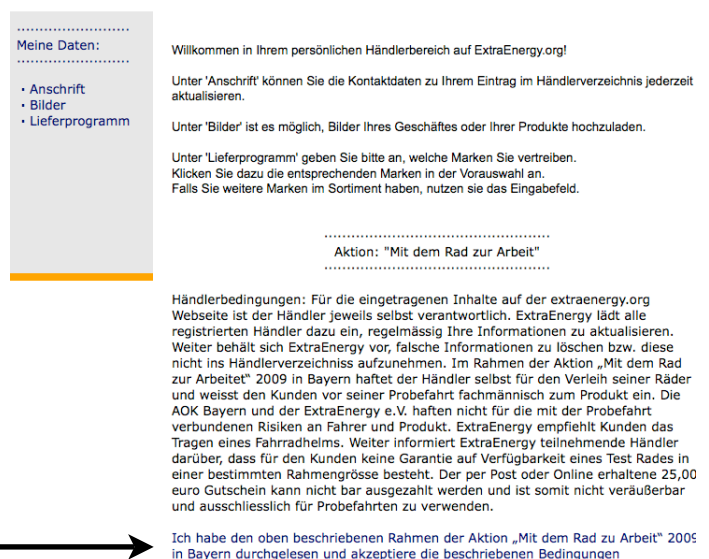 Meine Daten:
· Anschrift
· Bilder
· Lieferprogramm
Willkommen in Ihrem persönlichen Händlerbereich auf ExtraEnergy.org!
Unter 'Anschrift' können Sie die Kontaktdaten zu Ihrem Eintrag im Händlerverzeichnis jederzeit
aktualisieren.
Unter 'Bilder' ist es möglich, Bilder Ihres Geschäftes oder Ihrer Produkte hochzuladen.
Unter 'Lieferprogramm' geben Sie bitte an, welche Marken Sie vertreiben.
Klicken Sie dazu die entsprechenden Marken in der Vorauswahl an.
Falls Sie weitere Marken im Sortiment haben, nutzen sie das Eingabefeld.
Aktion: "Mit dem Rad zur Arbeit"
Händlerbedingungen: Für die eingetragenen Inhalte auf der extraenergy.org
Webseite ist der Händler jeweils selbst verantwortlich. ExtraEnergy lädt alle
registrierten Händler dazu ein, regelmässig Ihre Informationen zu aktualisieren.
Weiter behält sich ExtraEnergy vor, falsche Informationen zu löschen bzw. diese
nicht ins Händlerverzeichniss aufzunehmen. Im Rahmen der Aktion „Mit dem Rad
zur Arbeitet“ 2009 in Bayern haftet der Händler selbst für den Verleih seiner Räder
und weisst den Kunden vor seiner Probefahrt fachmännisch zum Produkt ein. Die
AOK Bayern und der ExtraEnergy e.V. haften nicht für die mit der Probefahrt
verbundenen Risiken an Fahrer und Produkt. ExtraEnergy empfiehlt Kunden das
Tragen eines Fahrradhelms. Weiter informiert ExtraEnergy teilnehmende Händler
darüber, dass für den Kunden keine Garantie auf Verfügbarkeit eines Test Rades in
einer bestimmten Rahmengrösse besteht. Der per Post oder Online erhaltene 25,00
euro Gutschein kann nicht bar ausgezahlt werden und ist somit nicht veräußerbar
und ausschliesslich für Probefahrten zu verwenden.
Ich habe den oben beschriebenen Rahmen der Aktion „Mit dem Rad zu Arbeit“ 2009
in Bayern durchgelesen und akzeptiere die beschriebenen Bedingungen